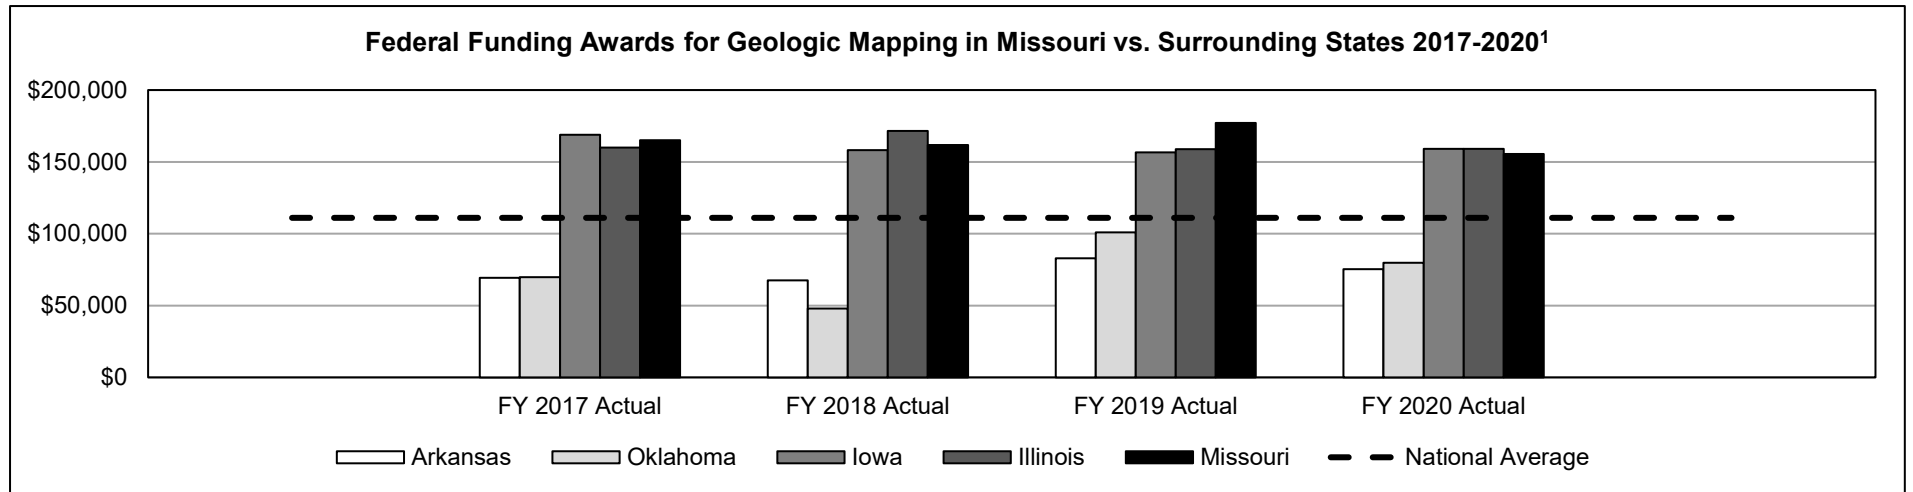 Federal Funding Awards for Geologic Mapping in Missouri vs. Surrounding States 2017-2020¹
$200,000
$150,000
$100,000
$50,000
$0
FY 2017 Actual FY 2018 Actual FY 2019 Actual FY 2020 Actual
Arkansas Oklahoma Iowa Illinois Missouri National Average